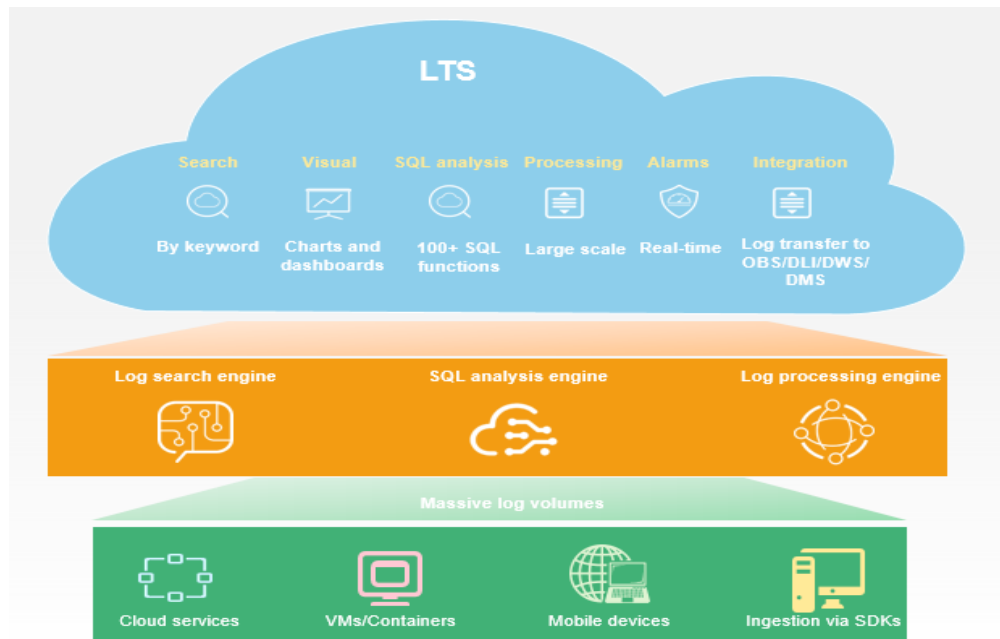 LTS
Search
Visual
SQL analysis
Processing
Alarms
Integration
By keyword
Charts and
dashboards
100+ SQL
functions
Large scale
Real-time
Log transfer to
OBS/DLI/DWS/
DMS
Log search engine
SQL analysis engine
Log processing engine
Massive log volumes
Cloud services
VMs/Containers
Mobile devices
Ingestion via SDKs